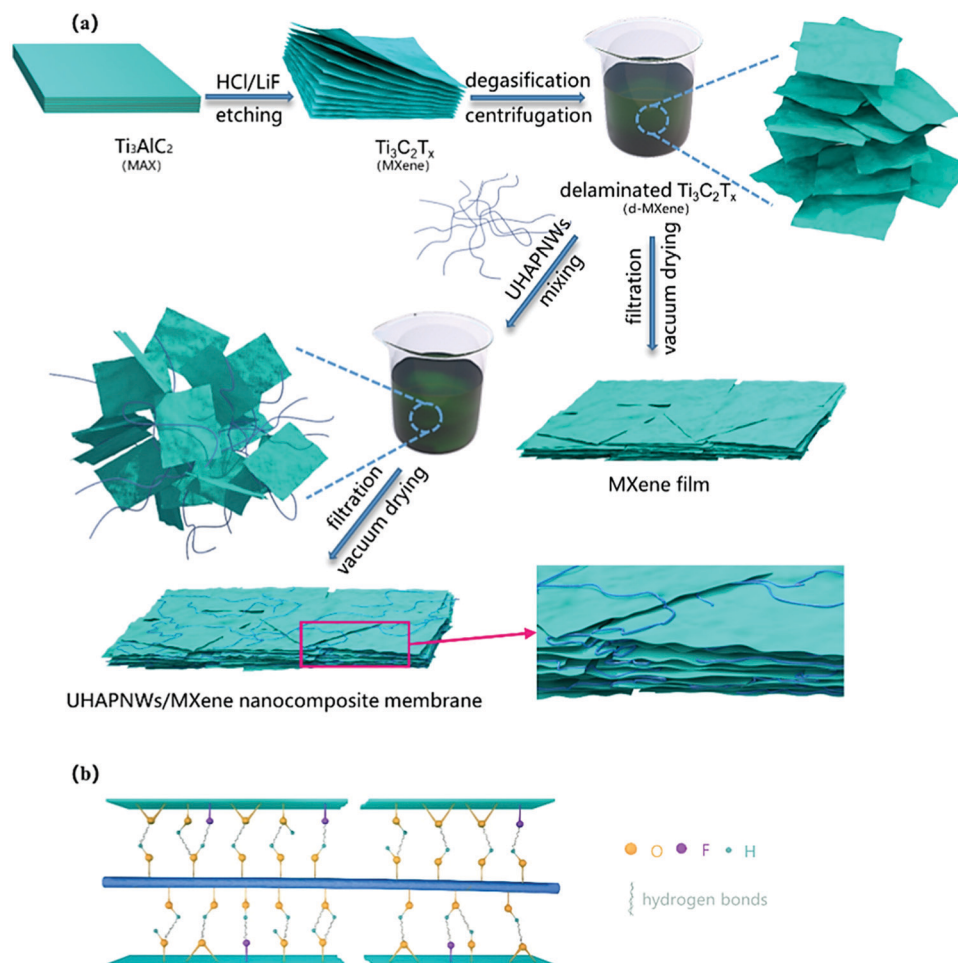 (a)
HCl/LiF
etching
degasification
centrifugation
Ti₃AlC₂
(MAX)
Ti₃C₂Tₓ
(MXene)
delaminated Ti₃C₂Tₓ
(d-MXene)
UHAPNWs
mixing
filtration
vacuum drying
MXene film
filtration
vacuum drying
UHAPNWs/MXene nanocomposite membrane
(b)
O F H
hydrogen bonds